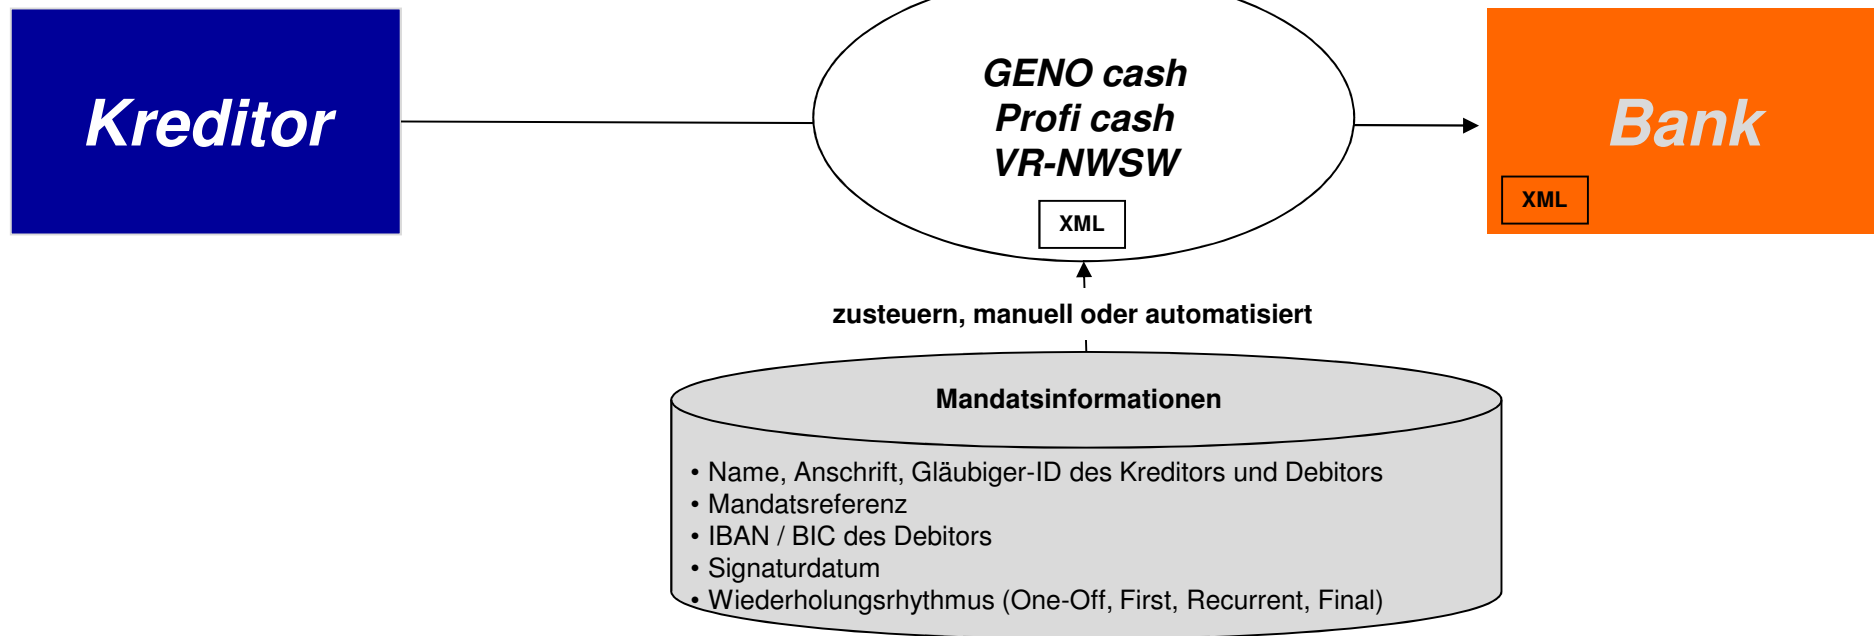 Kreditor
GENO cash
Profi cash
VR-NWSW
XML
Bank
XML
zusteuern, manuell oder automatisiert
Mandatsinformationen
• Name, Anschrift, Gläubiger-ID des Kreditors und Debitors
• Mandatsreferenz
• IBAN / BIC des Debitors
• Signaturdatum
• Wiederholungsrhythmus (One-Off, First, Recurrent, Final)